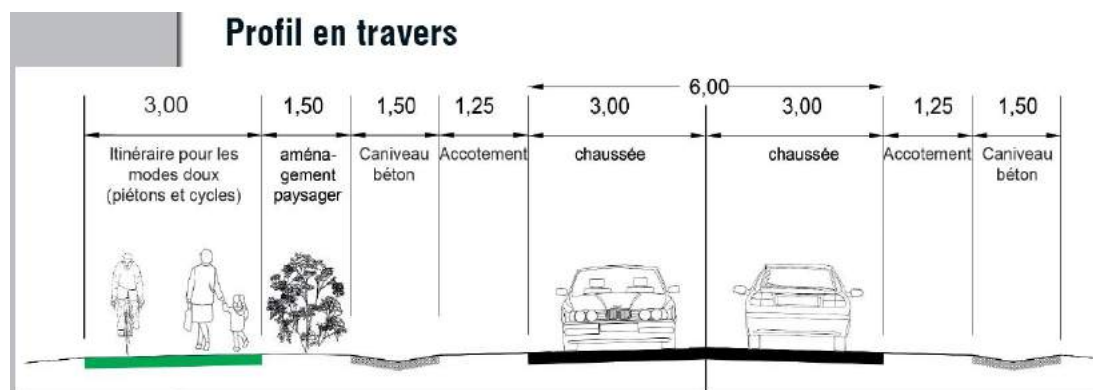 Profil en travers
6,00
3,00 1,50 1,50 1,25 3,00 3,00 1,25 1,50
Itinéraire pour les
modes doux
(piétons et cycles)
aména-
gement
paysager
Caniveau
béton
Accotement
chaussée
chaussée
Accotement
Caniveau
béton